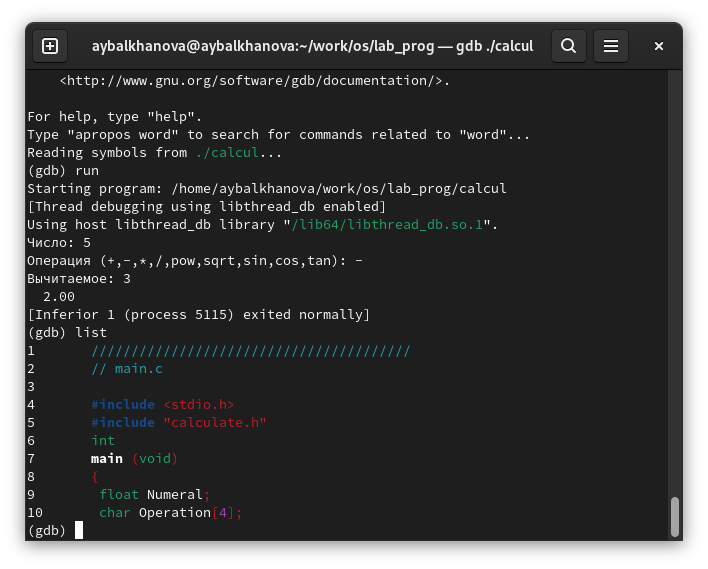 aybalkhanova@aybalkhanova:~/work/os/lab_prog — gdb ./calcul
<http://www.gnu.org/software/gdb/documentation/>.
For help, type "help".
Type "apropos word" to search for commands related to "word"...
Reading symbols from ./calcul...
(gdb) run
Starting program: /home/aybalkhanova/work/os/lab_prog/calcul
[Thread debugging using libthread_db enabled]
Using host libthread_db library "/lib64/libthread_db.so.1".
Число: 5
Операция (+,-,*,/,pow,sqrt,sin,cos,tan): -
Вычитаемое: 3
2.00
[Inferior 1 (process 5115) exited normally]
(gdb) list
1 ////////////////////////////////////////
2 // main.c
3
4 #include <stdio.h>
5 #include "calculate.h"
6 int
7 main (void)
8 {
9 float Numeral;
10 char Operation[4];
(gdb)